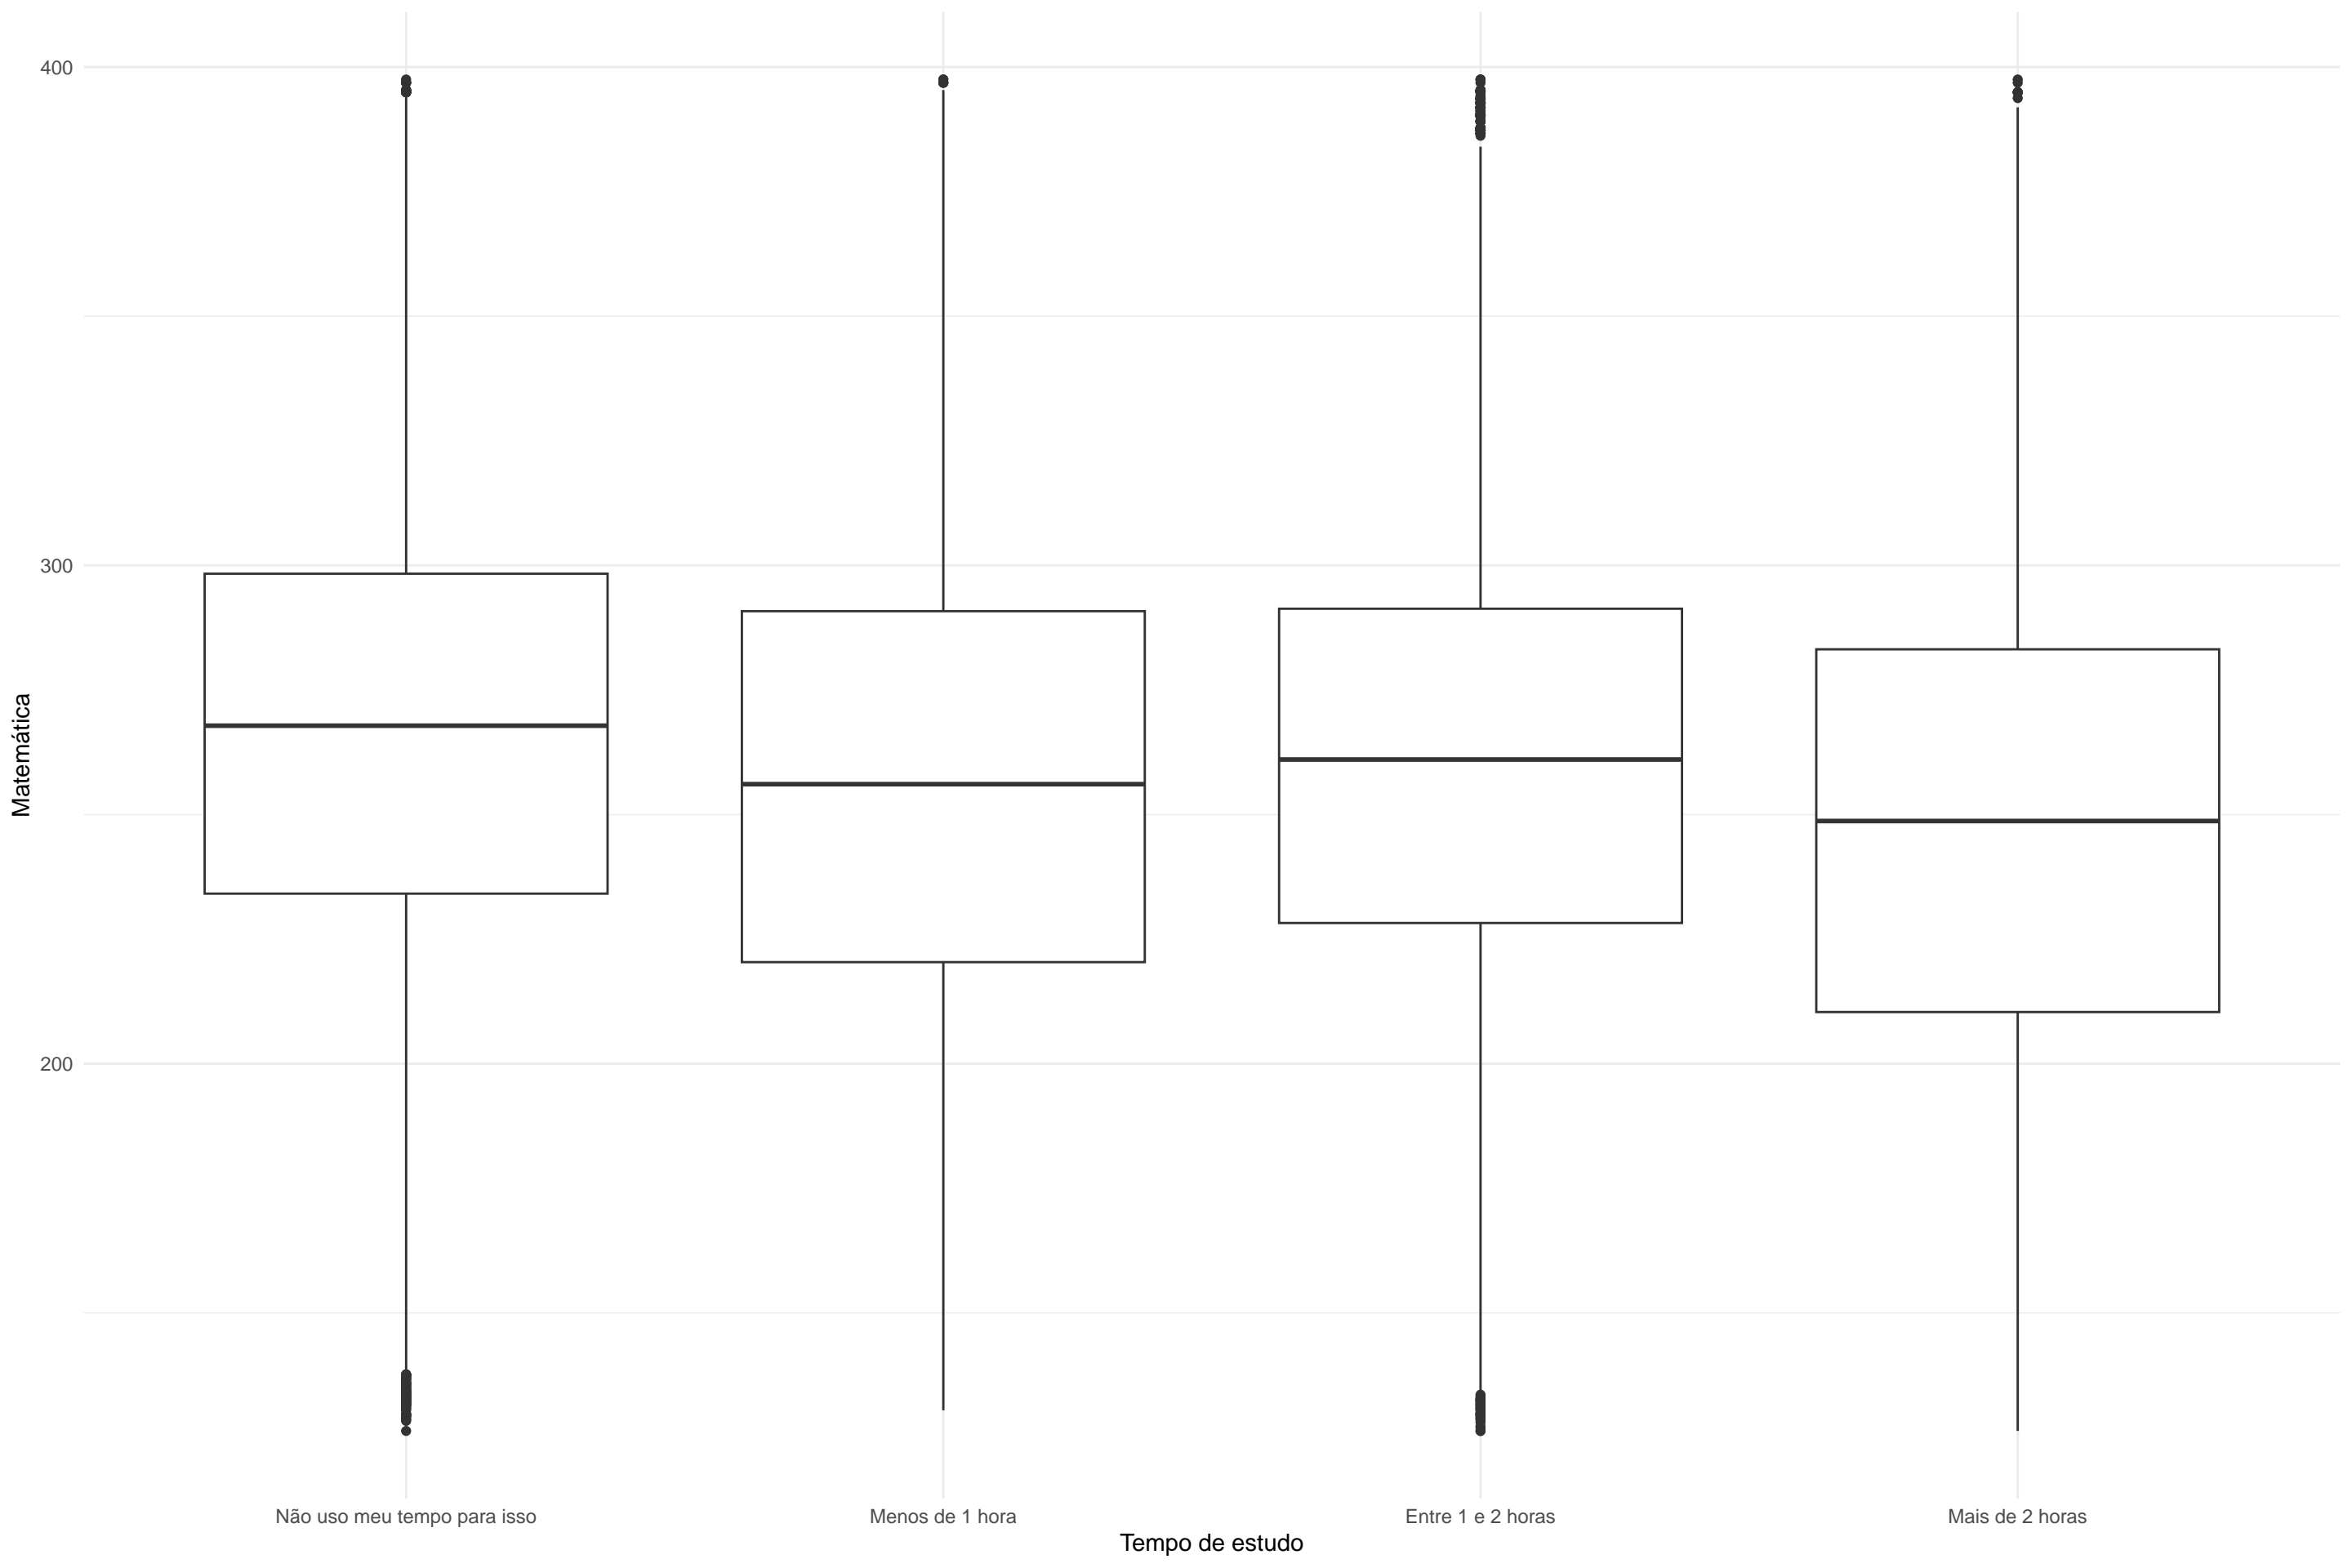 400
300
200
Matemática
Não uso meu tempo para isso
Menos de 1 hora
Entre 1 e 2 horas
Mais de 2 horas
Tempo de estudo